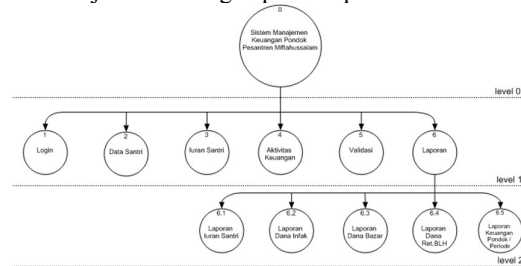 0
Sistem Manajemen
Keuangan Pondok
Pesantren Miftahussalam
level 0
1
Login
2
Data Santri
3
Iuran Santri
4
Aktivitas
Keuangan
5
Validasi
6
Laporan
level 1
6.1
Laporan
Iuran Santri
6.2
Laporan
Dana Infak
6.3
Laporan
Dana Bazar
6.4
Laporan
Dana
Ret.BLH
6.5
Laporan
Keuangan
Pondok /
Periode
level 2